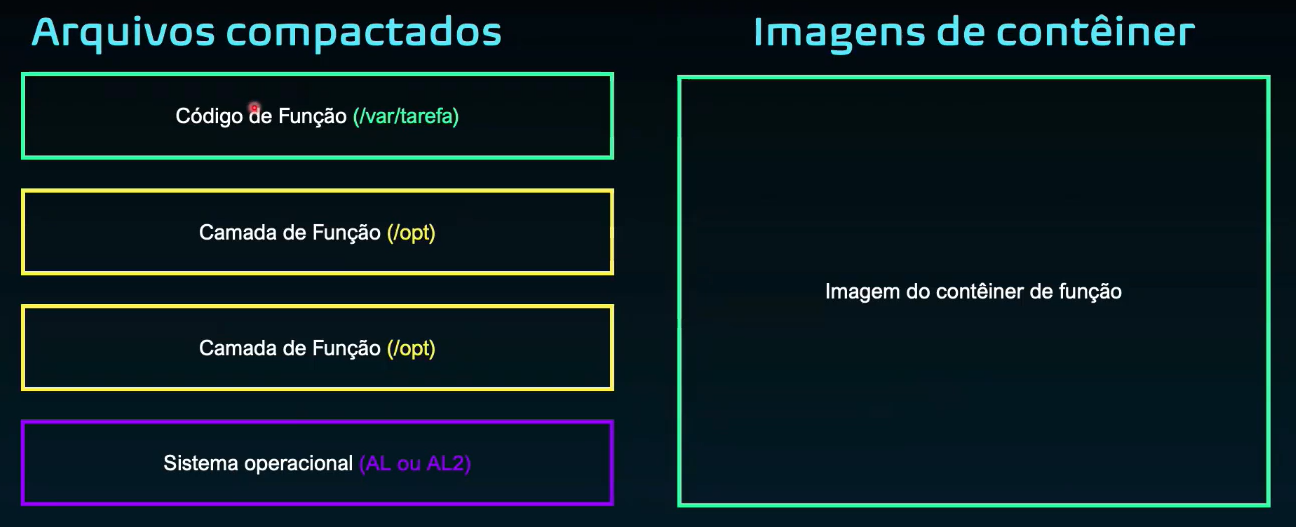 Arquivos compactados
Código de Função (/var/tarefa)
Camada de Função (/opt)
Camada de Função (/opt)
Sistema operacional (AL ou AL2)
Imagens de contêiner
Imagem do contêiner de função